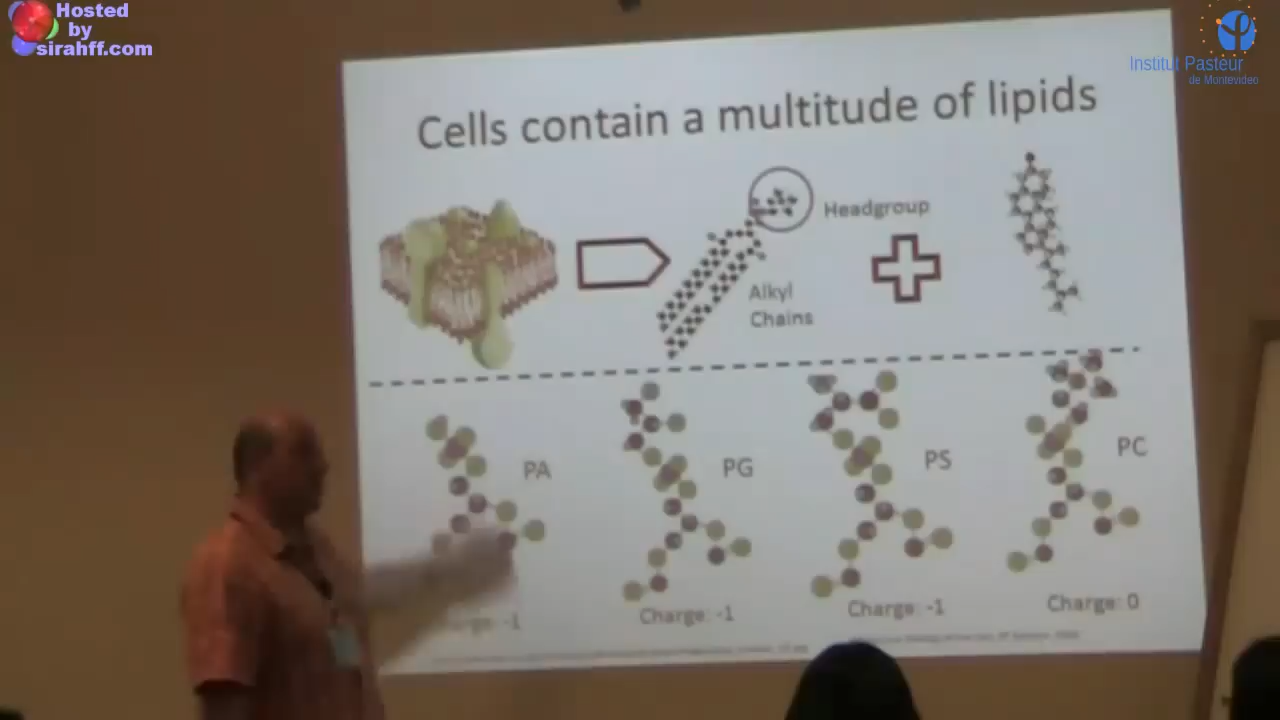 Hosted
by
sirahff.com
Institut Pasteur
de Montevideo
Cells contain a multitude of lipids
Headgroup
Alkyl
Chains
PA
PG
PS
PC
-1
Charge: -1
Charge: -1
Charge: 0